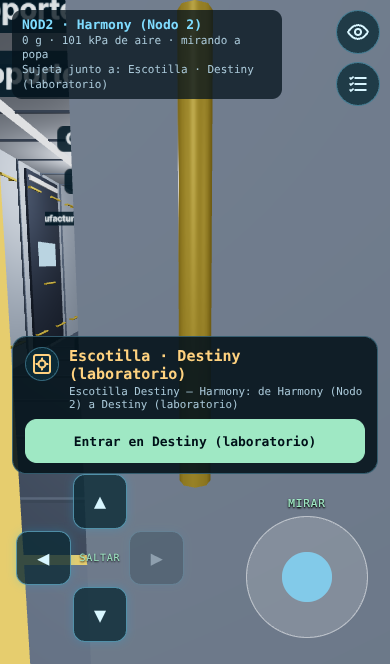 NOD2 · Harmony (Nodo 2)
0 g · 101 kPa de aire · mirando a
popa
Sujeta junto a: Escotilla · Destiny
(laboratorio)
Escotilla · Destiny
(laboratorio)
Escotilla Destiny — Harmony: de Harmony (Nodo
2) a Destiny (laboratorio)
Entrar en Destiny (laboratorio)
SALTAR
MIRAR